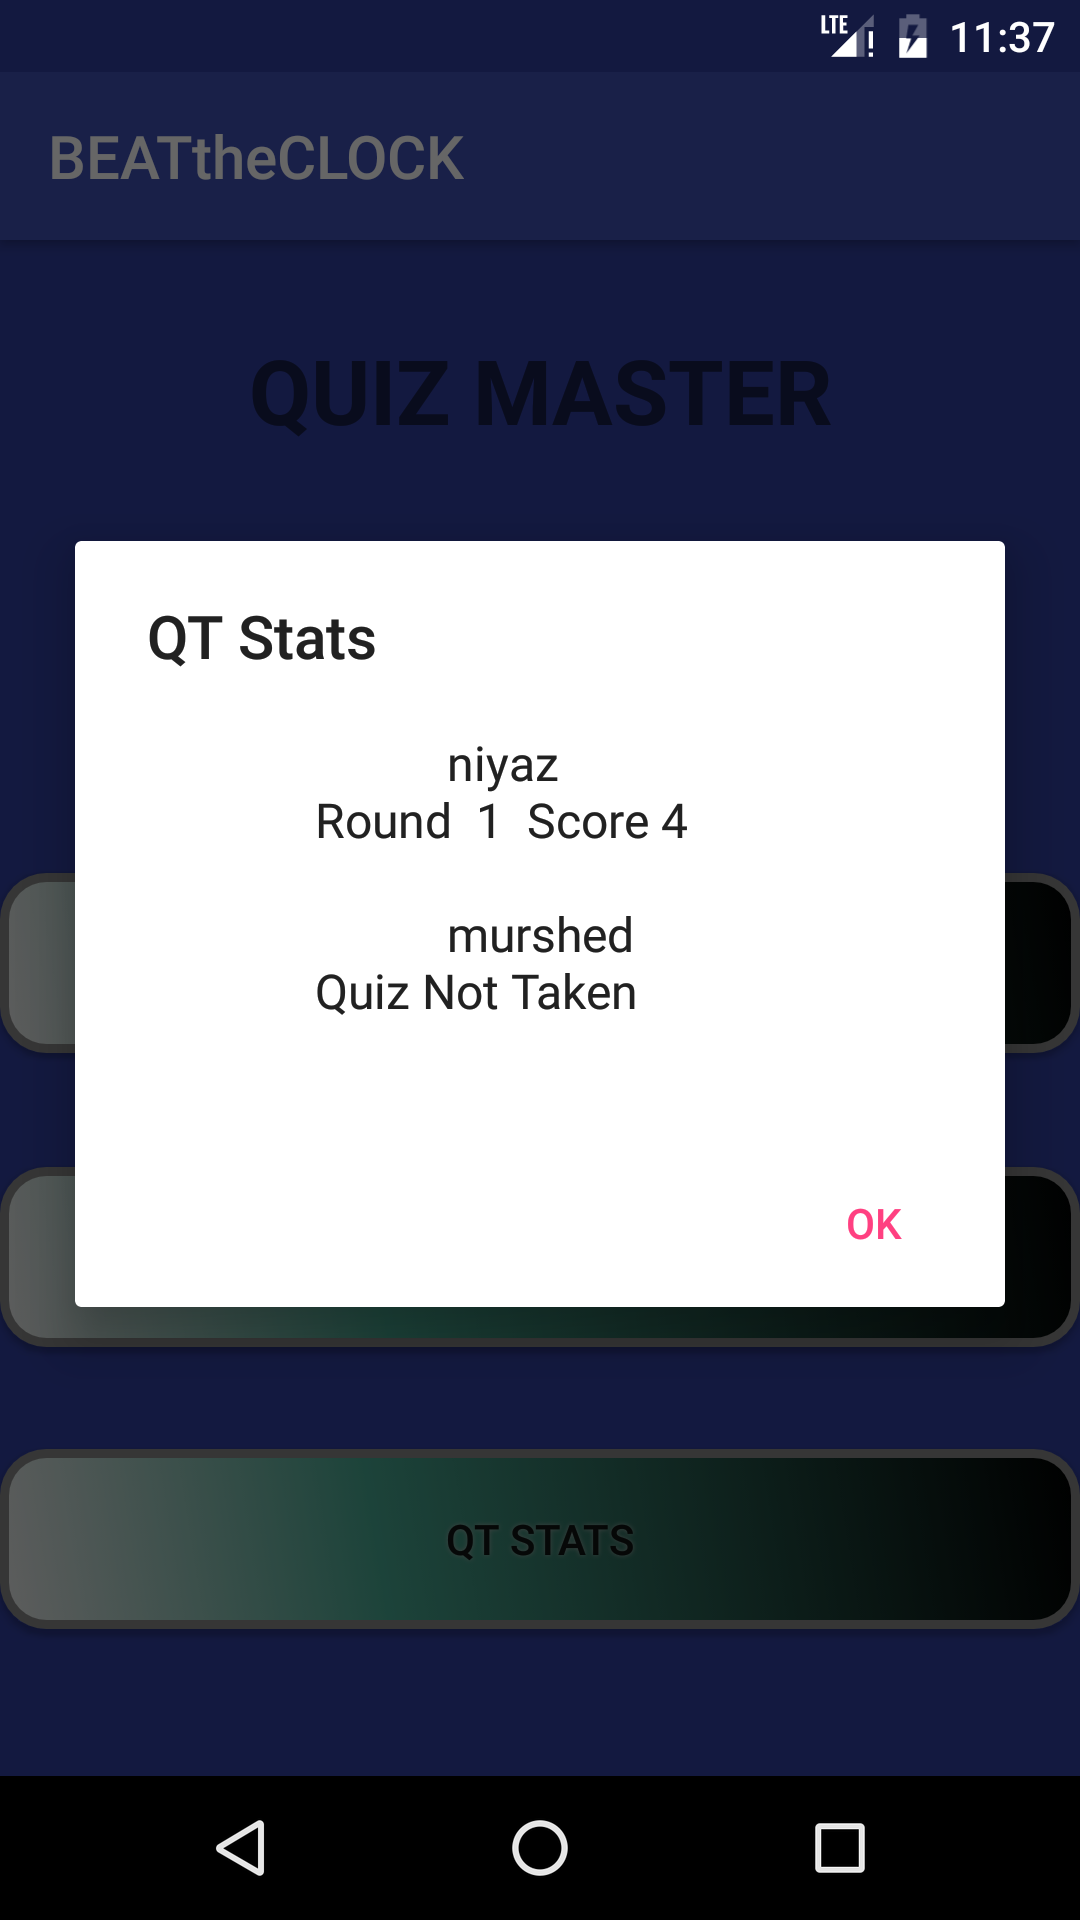 LTE 11:37
BEATtheCLOCK
QUIZ MASTER
QT Stats
niyaz
Round 1 Score 4
murshed
Quiz Not Taken
OK
QT STATS